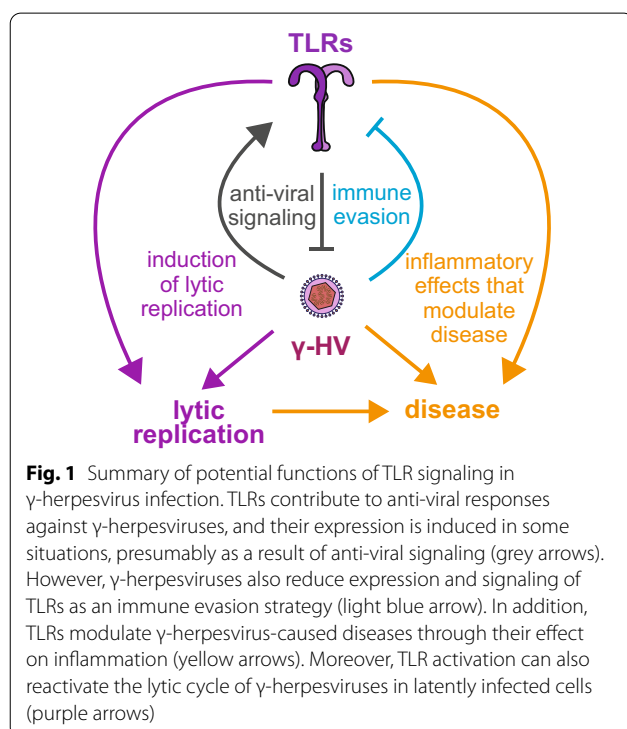 TLRs
anti-viral
signaling
immune
evasion
induction
of lytic
replication
inflammatory
effects that
modulate
disease
γ-HV
lytic
replication
disease
Fig. 1 Summary of potential functions of TLR signaling in
γ-herpesvirus infection. TLRs contribute to anti-viral responses
against γ-herpesviruses, and their expression is induced in some
situations, presumably as a result of anti-viral signaling (grey arrows).
However, γ-herpesviruses also reduce expression and signaling of
TLRs as an immune evasion strategy (light blue arrow). In addition,
TLRs modulate γ-herpesvirus-caused diseases through their effect
on inflammation (yellow arrows). Moreover, TLR activation can also
reactivate the lytic cycle of γ-herpesviruses in latently infected cells
(purple arrows)